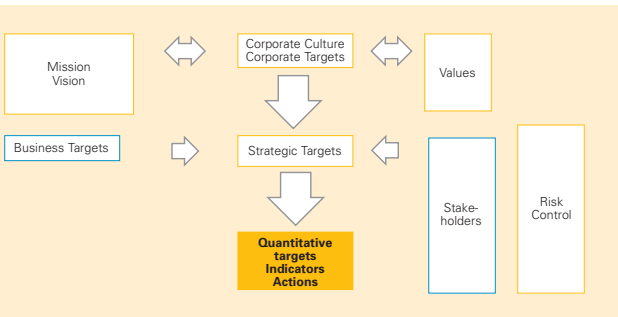 Mission
Vision
Corporate Culture
Corporate Targets
Values
Business Targets
Strategic Targets
Stake-
holders
Risk
Control
Quantitative
targets
Indicators
Actions